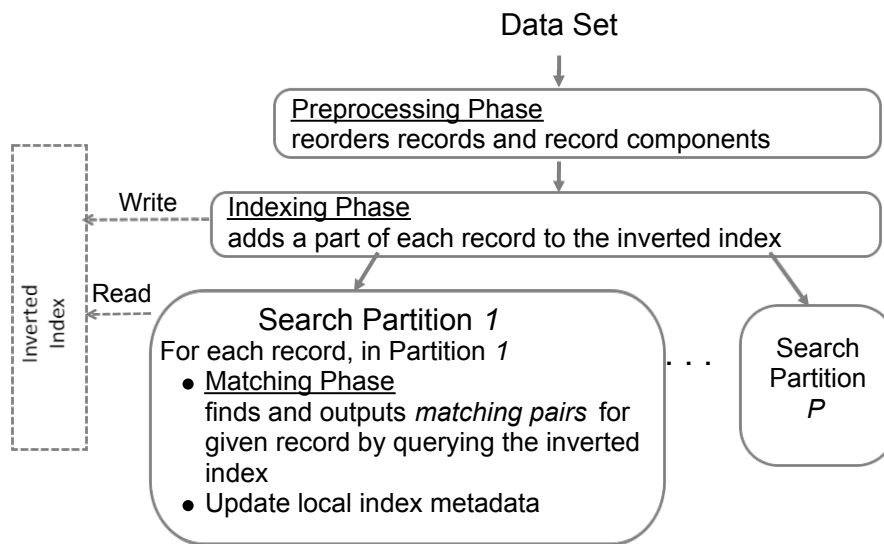 Data Set
Preprocessing Phase
reorders records and record components
Write
Indexing Phase
adds a part of each record to the inverted index
Inverted
Index
Read
Search Partition 1
For each record, in Partition 1
● Matching Phase
finds and outputs matching pairs for
given record by querying the inverted
index
● Update local index metadata
. . .
Search
Partition
P